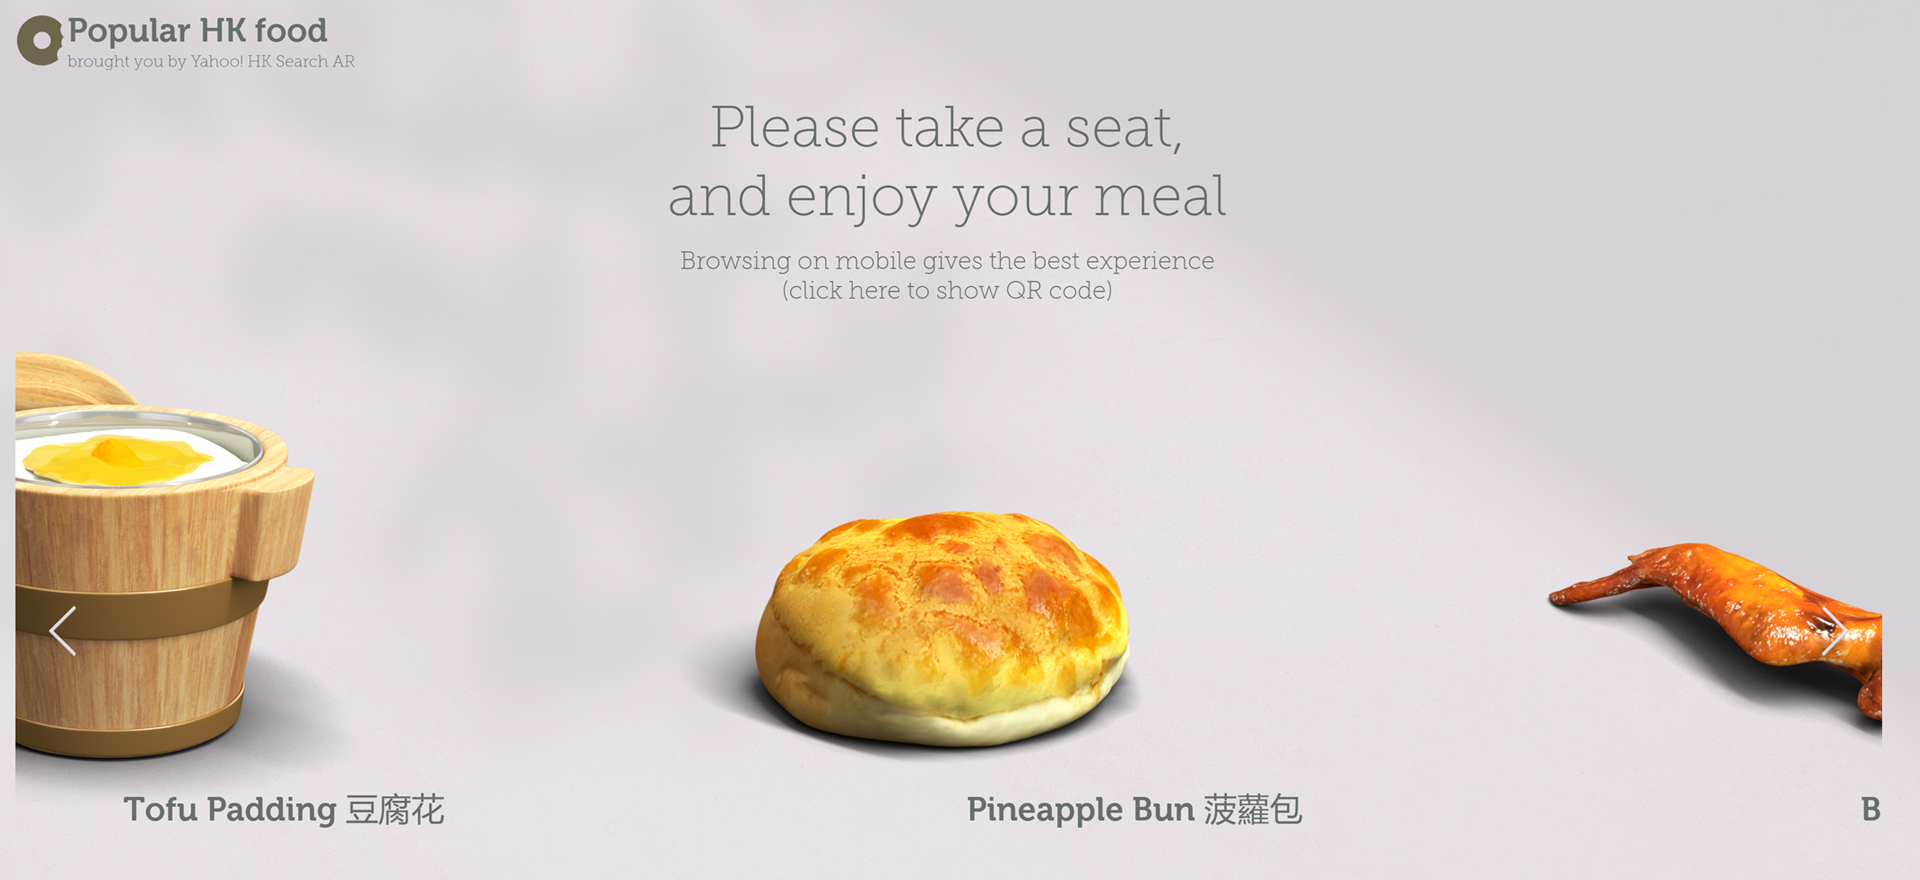 Popular HK food
brought you by Yahoo! HK Search AR
Please take a seat,
and enjoy your meal
Browsing on mobile gives the best experience
(click here to show QR code)
Tofu Padding 豆腐花
Pineapple Bun 菠蘿包
B